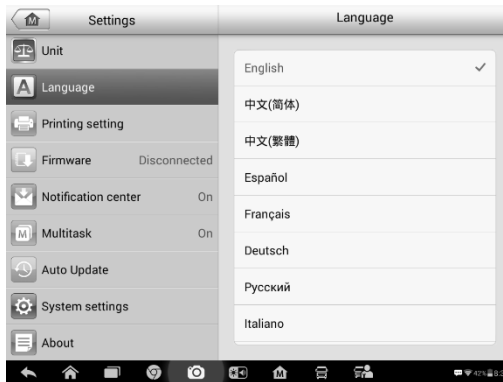 Settings
Unit
Language
Printing setting
Firmware Disconnected
Notification center On
Multitask On
Auto Update
System settings
About
Language
English
中文(简体)
中文(繁體)
Español
Français
Deutsch
Русский
Italiano
42%